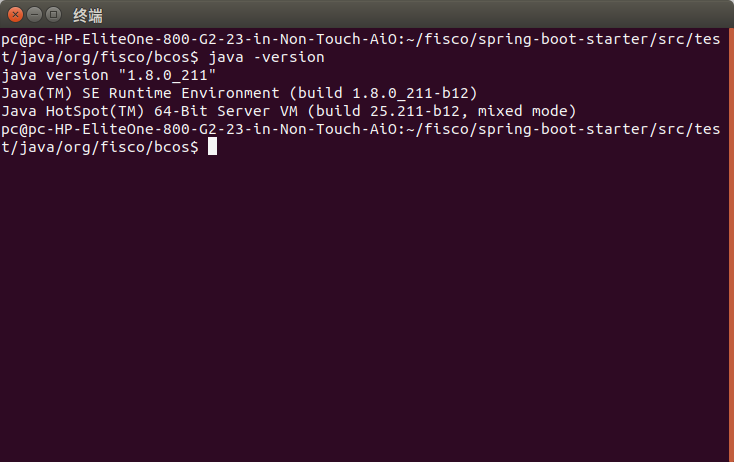 终端
pc@pc-HP-EliteOne-800-G2-23-in-Non-Touch-AiO:~/fisco/spring-boot-starter/src/tes
t/java/org/fisco/bcos$ java -version
java version "1.8.0_211"
Java(TM) SE Runtime Environment (build 1.8.0_211-b12)
Java HotSpot(TM) 64-Bit Server VM (build 25.211-b12, mixed mode)
pc@pc-HP-EliteOne-800-G2-23-in-Non-Touch-AiO:~/fisco/spring-boot-starter/src/tes
t/java/org/fisco/bcos$